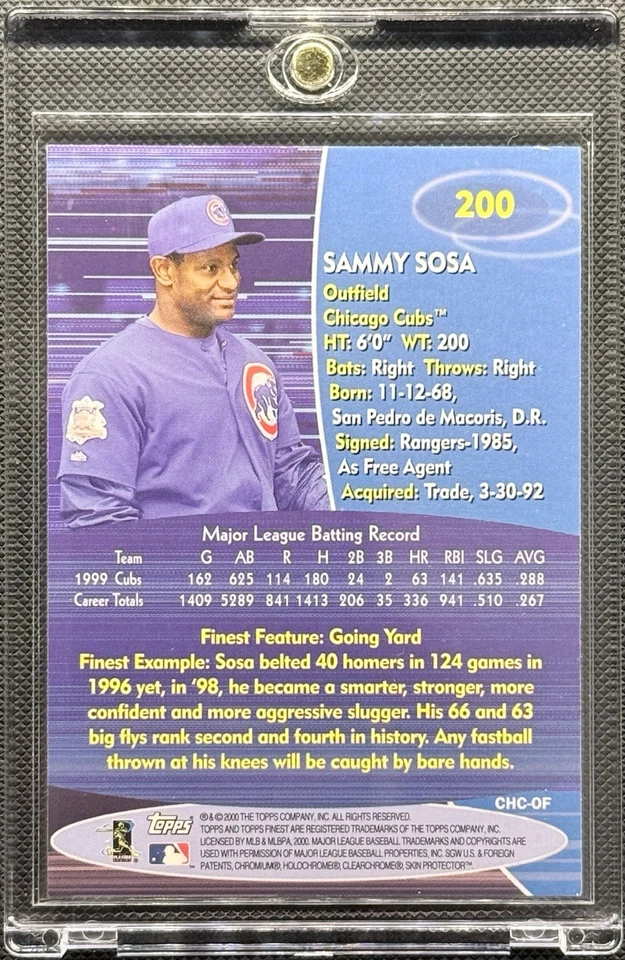 200
SAMMY SOSA
Outfield
Chicago Cubs™
HT: 6'0" WT: 200
Bats: Right Throws: Right
Born: 11-12-68,
San Pedro de Macoris, D.R.
Signed: Rangers-1985,
As Free Agent
Acquired: Trade, 3-30-92
Major League Batting Record
Team G AB R H 2B 3B HR RBI SLG AVG
1999 Cubs 162 625 114 180 24 2 63 141 .635 .288
Career Totals 1409 5289 841 1413 206 35 336 941 .510 .267
Finest Feature: Going Yard
Finest Example: Sosa belted 40 homers in 124 games in
1996 yet, in '98, he became a smarter, stronger, more
confident and more aggressive slugger. His 66 and 63
big flys rank second and fourth in history. Any fastball
thrown at his knees will be caught by bare hands.
CHC-OF
TOPPS
® & © 2000 THE TOPPS COMPANY, INC. ALL RIGHTS RESERVED.
TOPPS AND TOPPS FINEST ARE REGISTERED TRADEMARKS OF THE TOPPS COMPANY, INC.
LICENSED BY MLB & MLBPA, 2000. MAJOR LEAGUE BASEBALL TRADEMARKS AND COPYRIGHTS ARE
USED WITH PERMISSION OF MAJOR LEAGUE BASEBALL PROPERTIES, INC. SGW U.S. & FOREIGN
PATENTS, CHROMIUM®, HOLOCHROME®, CLEARCHROME®, SKIN PROTECTOR™.